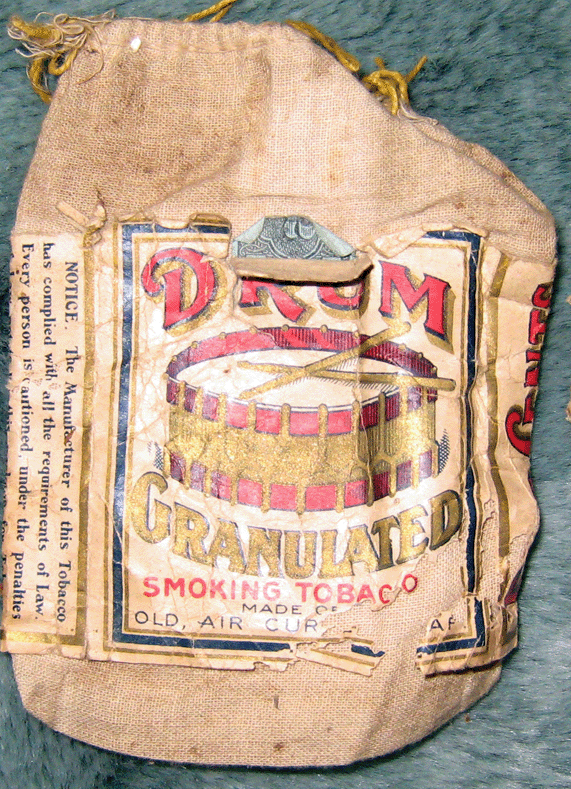 NOTICE. The Manufacturer of this Tobacco
has complied with all the requirements of Law.
Every person is cautioned, under the penalties
DRUM
GRANULATED
SMOKING TOBACCO
MADE OF
OLD, AIR CUR